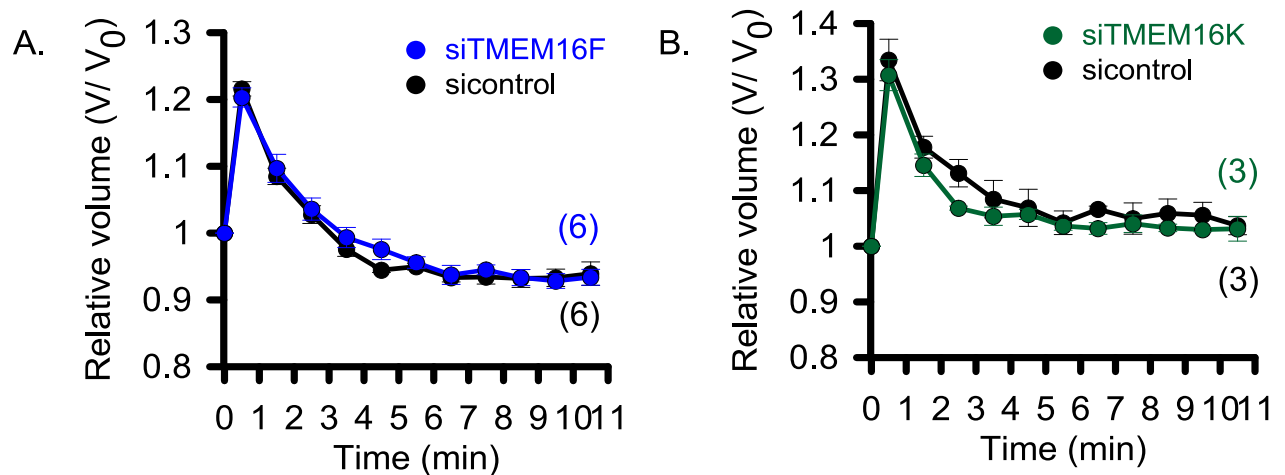 A.
Relative volume (V/ V0)
1.3
1.2
1.1
1
0.9
0.8
siTMEM16F
sicontrol
(6)
(6)
0 1 2 3 4 5 6 7 8 9 10 11
Time (min)
B.
Relative volume (V/ V0)
1.4
1.3
1.2
1.1
1
0.9
0.8
siTMEM16K
sicontrol
(3)
(3)
0 1 2 3 4 5 6 7 8 9 10 11
Time (min)